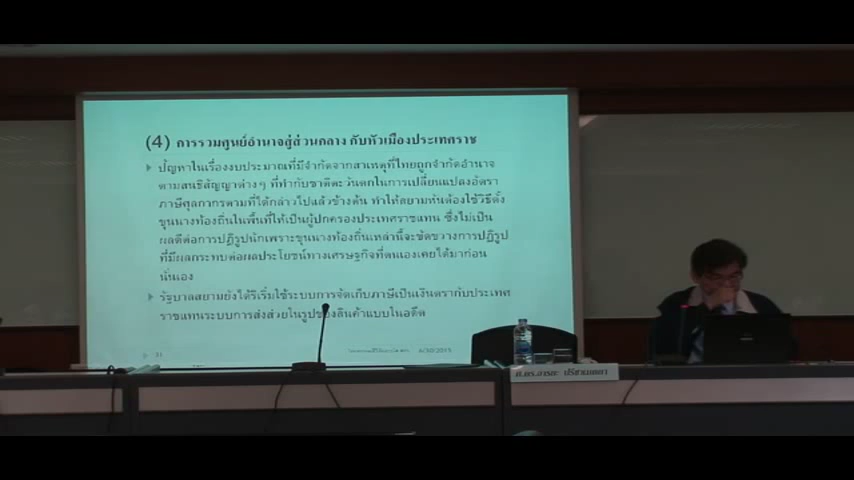 (4) การรวมศูนย์อำนาจสู่ส่วนกลาง กับหัวเมืองประเทศราช
ปัญหาในเรื่องงบประมาณที่มีจำกัดจากสาเหตุที่ไทยถูกจำกัดอำนาจ
ตามสนธิสัญญาต่างๆ ที่ทำกับชาติตะวันตกในการเปลี่ยนแปลงอัตรา
ภาษีศุลกากรตามที่ได้กล่าวไปแล้วข้างต้น ทำให้สยามหันต้องใช้วิธีตั้ง
ขุนนางท้องถิ่นในพื้นที่ให้เป็นผู้ปกครองประเทศราชแทน ซึ่งไม่เป็น
ผลดีต่อการปฏิรูปนักเพราะขุนนางท้องถิ่นเหล่านี้จะขัดขวางการปฏิรูป
ที่มีผลกระทบต่อผลประโยชน์ทางเศรษฐกิจที่ตนเองเคยได้มาก่อน
นั่นเอง
รัฐบาลสยามยังได้ริเริ่มใช้ระบบการจัดเก็บภาษีเป็นเงินตรากับประเทศ
ราชแทนระบบการส่งส่วยในรูปของสินค้าแบบในอดีต
31 6/30/2015